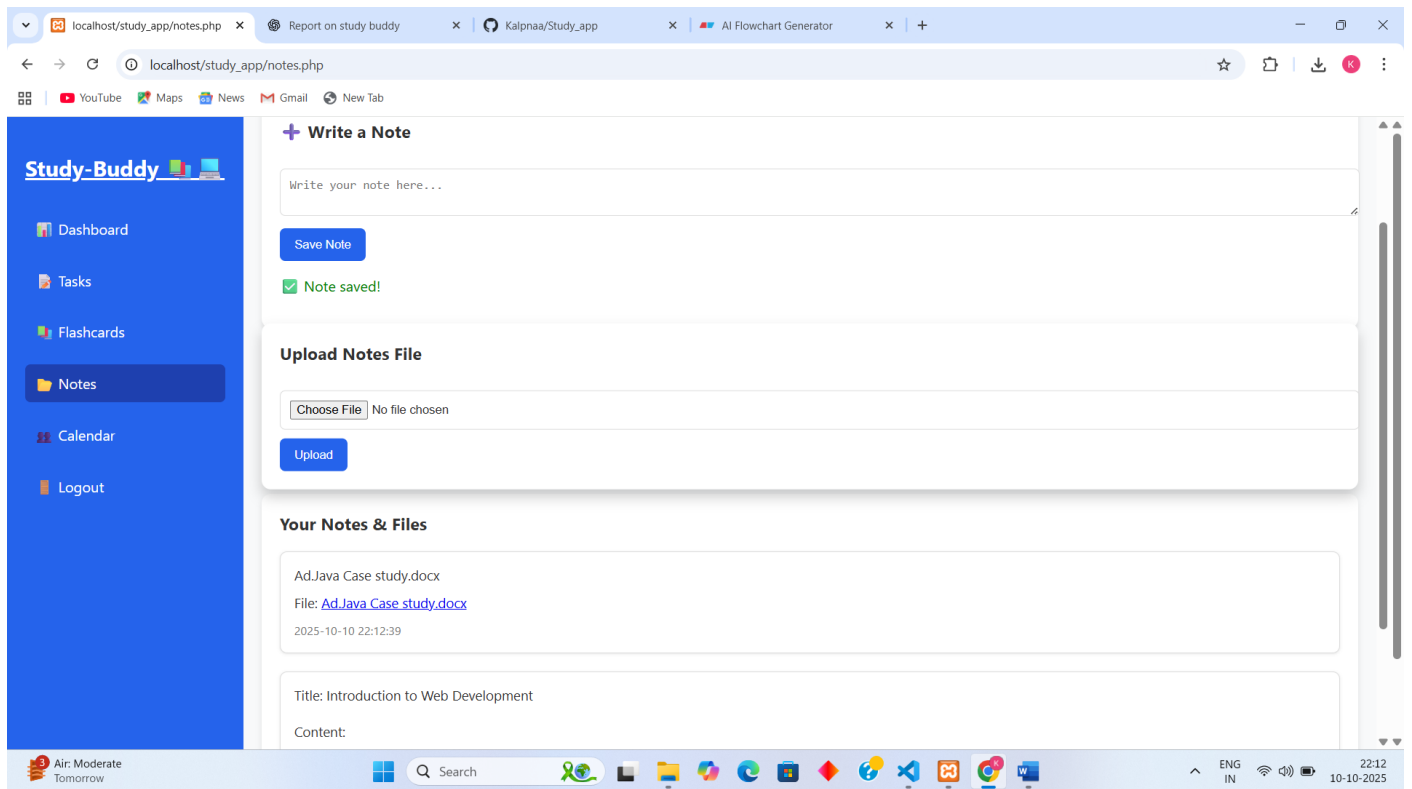 localhost/study_app/notes.php
Report on study buddy
Kalpnaa/Study_app
AI Flowchart Generator
localhost/study_app/notes.php
K
YouTube
Maps
News
Gmail
New Tab
Study-Buddy
Dashboard
Tasks
Flashcards
Notes
Calendar
Logout
Write a Note
Write your note here...
Save Note
Note saved!
Upload Notes File
Choose File No file chosen
Upload
Your Notes & Files
Ad.Java Case study.docx
File: Ad.Java Case study.docx
2025-10-10 22:12:39
Title: Introduction to Web Development
Content:
3
Air: Moderate
Tomorrow
Search
ENG
IN
22:12
10-10-2025